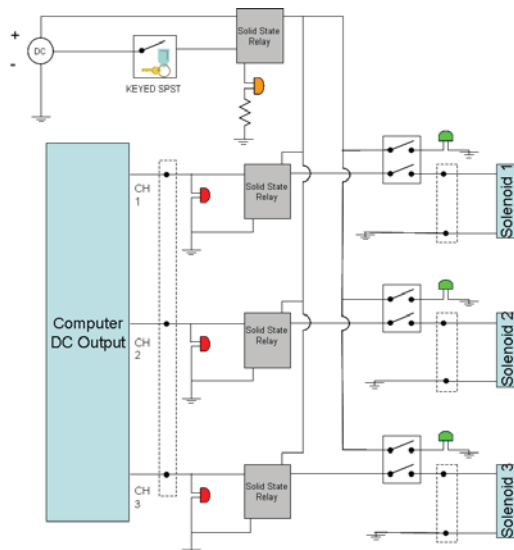 +
DC
-
KEYED SPST
Solid State
Relay
CH
1
Solid State
Relay
Solenoid 1
Computer
DC Output
CH
2
Solid State
Relay
Solenoid 2
CH
3
Solid State
Relay
Solenoid 3